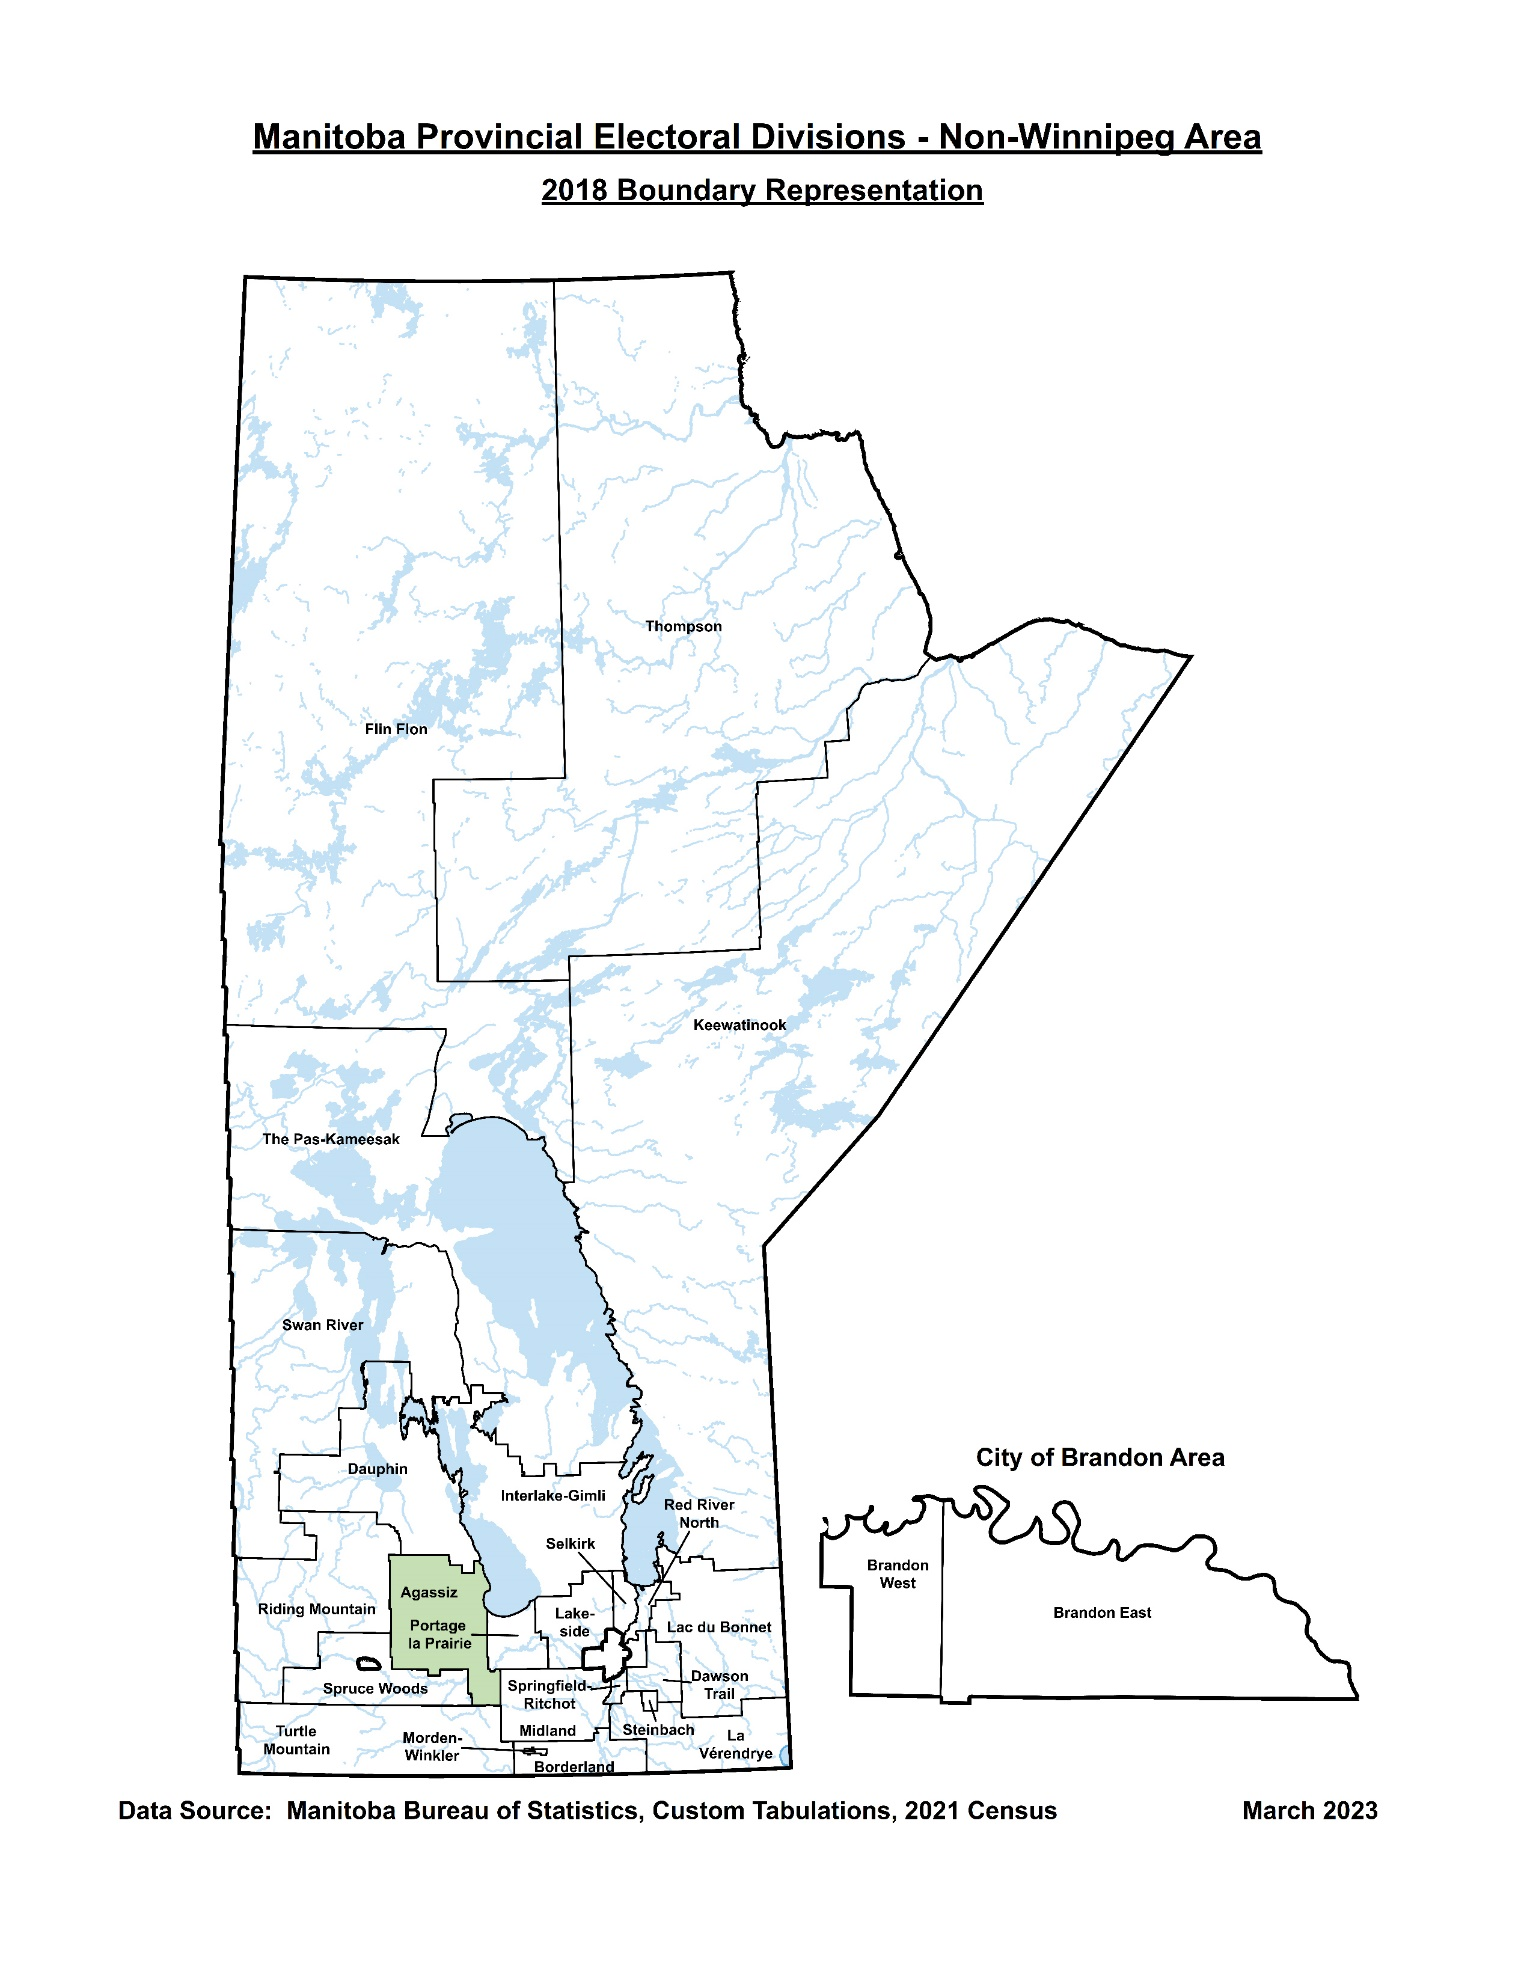 Manitoba Provincial Electoral Divisions - Non-Winnipeg Area
2018 Boundary Representation
Thompson
Flin Flon
Keewatinook
The Pas-Kameesak
Swan River
Dauphin
Interlake-Gimli
Red River
North
Selkirk
Agassiz
Riding Mountain
Portage
la Prairie
Lake-
side
Lac du Bonnet
Spruce Woods
Springfield-
Ritchot
Dawson
Trail
Turtle
Mountain
Morden-
Winkler
Midland
Steinbach
La
Vérendrye
Borderland
City of Brandon Area
Brandon
West
Brandon East
Data Source:  Manitoba Bureau of Statistics, Custom Tabulations, 2021 Census
March 2023